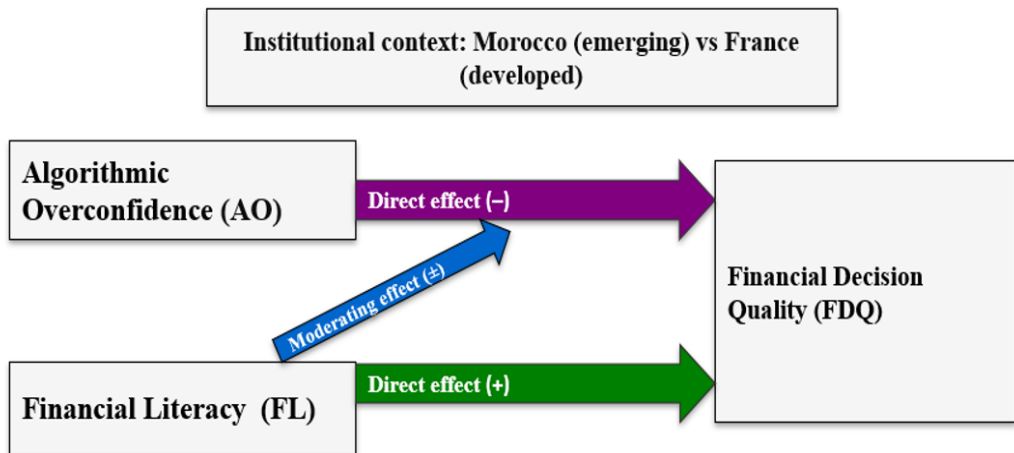 Institutional context: Morocco (emerging) vs France
(developed)
Algorithmic
Overconfidence (AO)
Direct effect (–)
Moderating effect (±)
Financial Decision
Quality (FDQ)
Financial Literacy  (FL)
Direct effect (+)